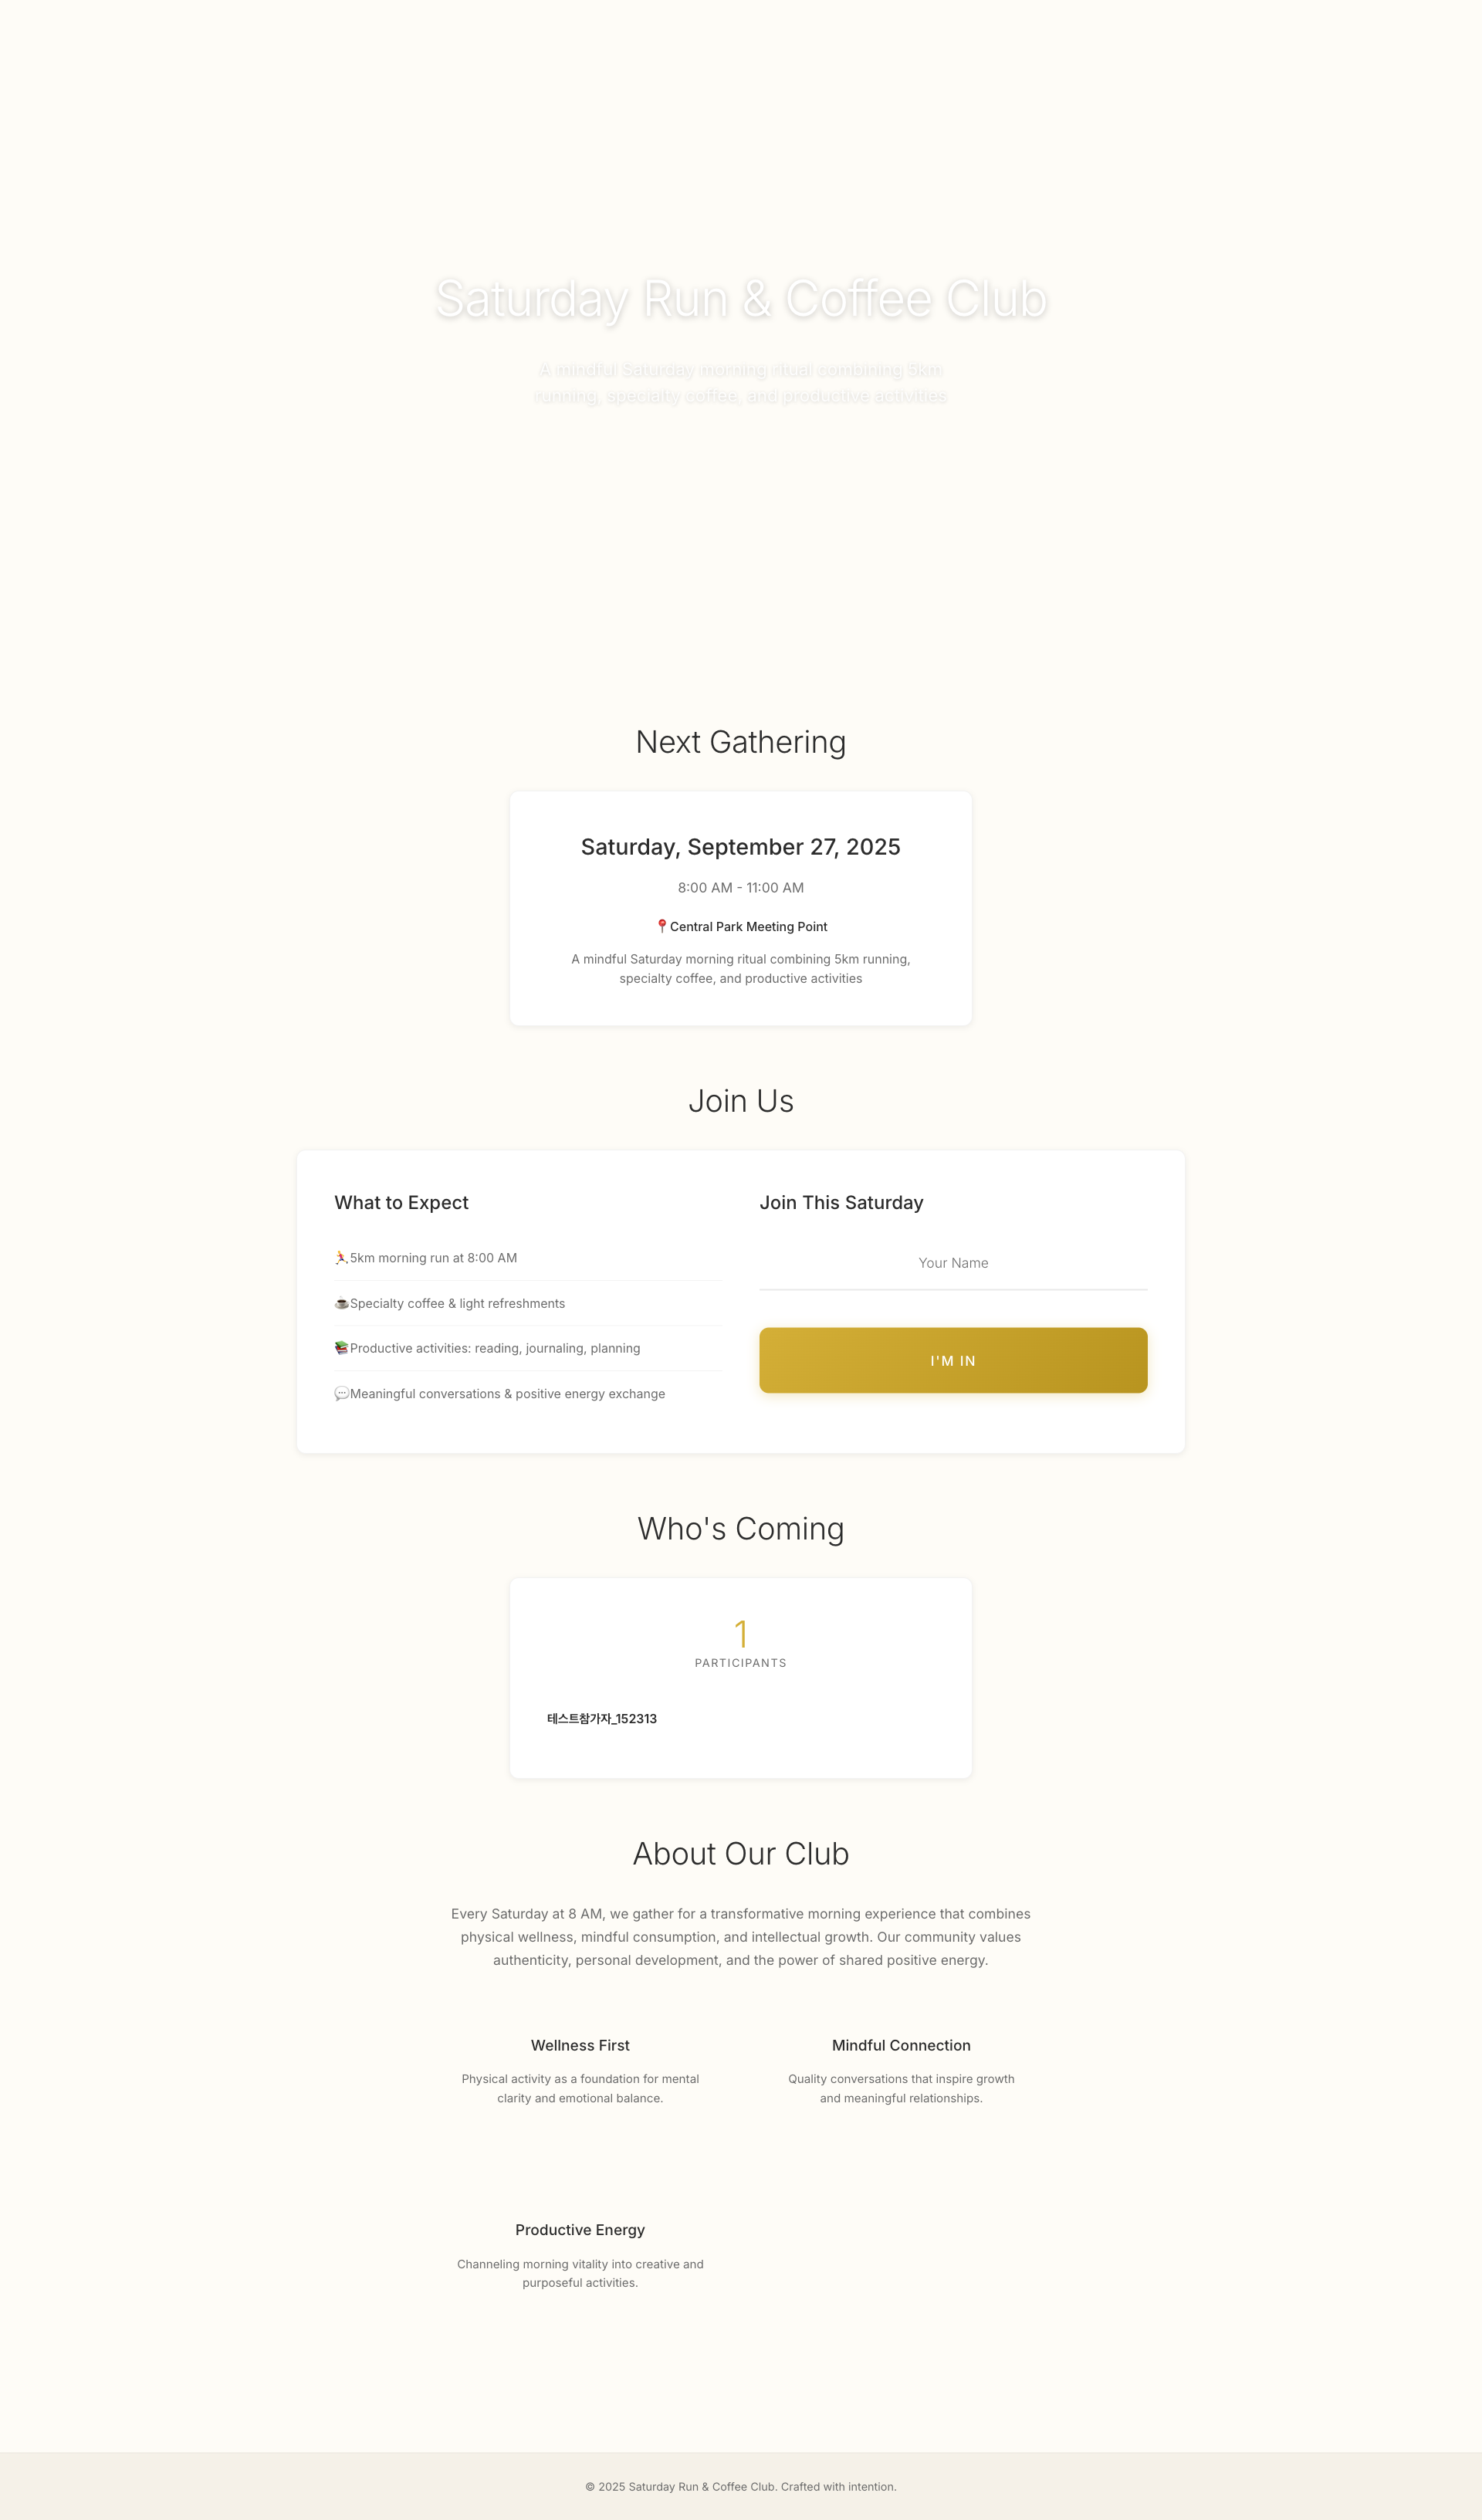 Saturday Run & Coffee Club
A mindful Saturday morning ritual combining 5km
running, specialty coffee, and productive activities
Next Gathering
Saturday, September 27, 2025
8:00 AM - 11:00 AM
📍Central Park Meeting Point
A mindful Saturday morning ritual combining 5km running,
specialty coffee, and productive activities
Join Us
What to Expect
🏃5km morning run at 8:00 AM
☕Specialty coffee & light refreshments
📚Productive activities: reading, journaling, planning
💬Meaningful conversations & positive energy exchange
Join This Saturday
Your Name
I'M IN
Who's Coming
1
PARTICIPANTS
테스트참가자_152313
About Our Club
Every Saturday at 8 AM, we gather for a transformative morning experience that combines
physical wellness, mindful consumption, and intellectual growth. Our community values
authenticity, personal development, and the power of shared positive energy.
Wellness First
Physical activity as a foundation for mental
clarity and emotional balance.
Mindful Connection
Quality conversations that inspire growth
and meaningful relationships.
Productive Energy
Channeling morning vitality into creative and
purposeful activities.
© 2025 Saturday Run & Coffee Club. Crafted with intention.